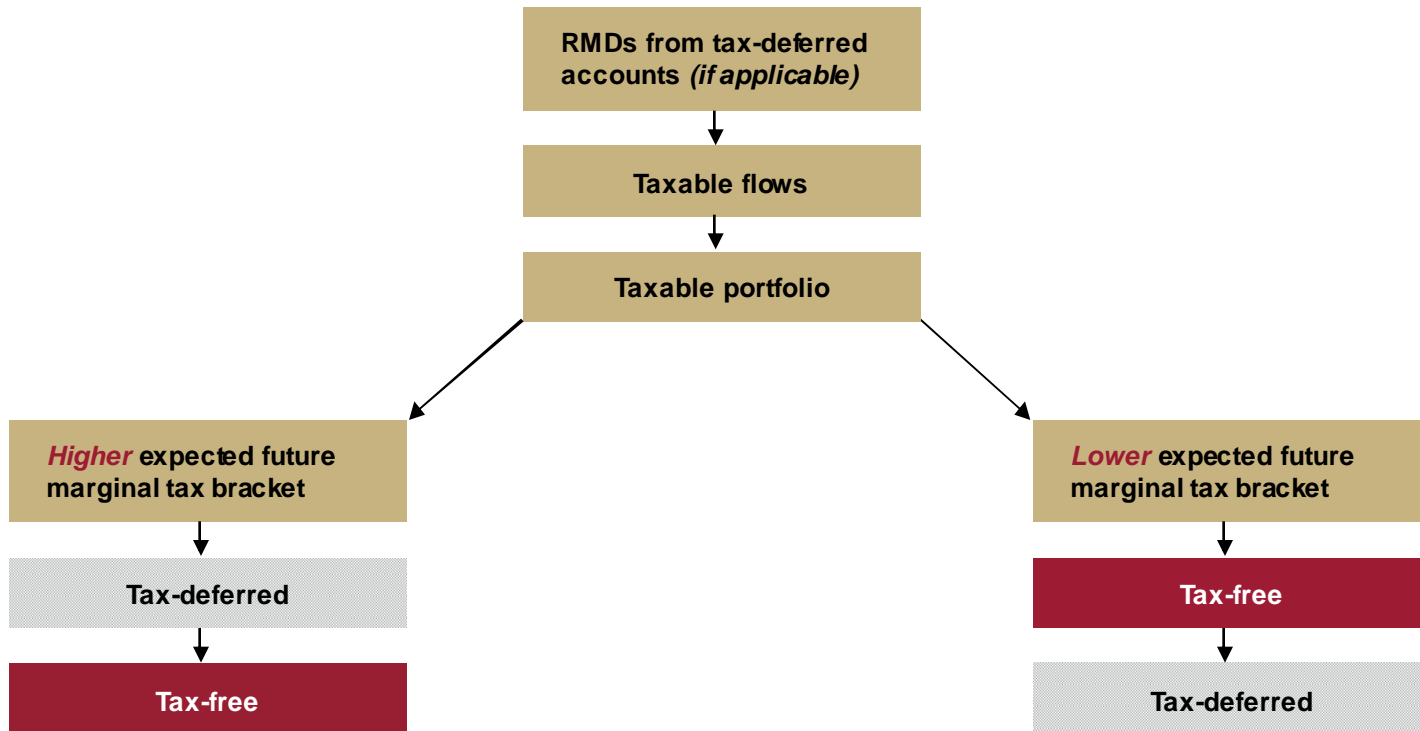 RMDs from tax-deferred
accounts (if applicable)
Taxable flows
Taxable portfolio
Higher expected future
marginal tax bracket
Tax-deferred
Tax-free
Lower expected future
marginal tax bracket
Tax-free
Tax-deferred